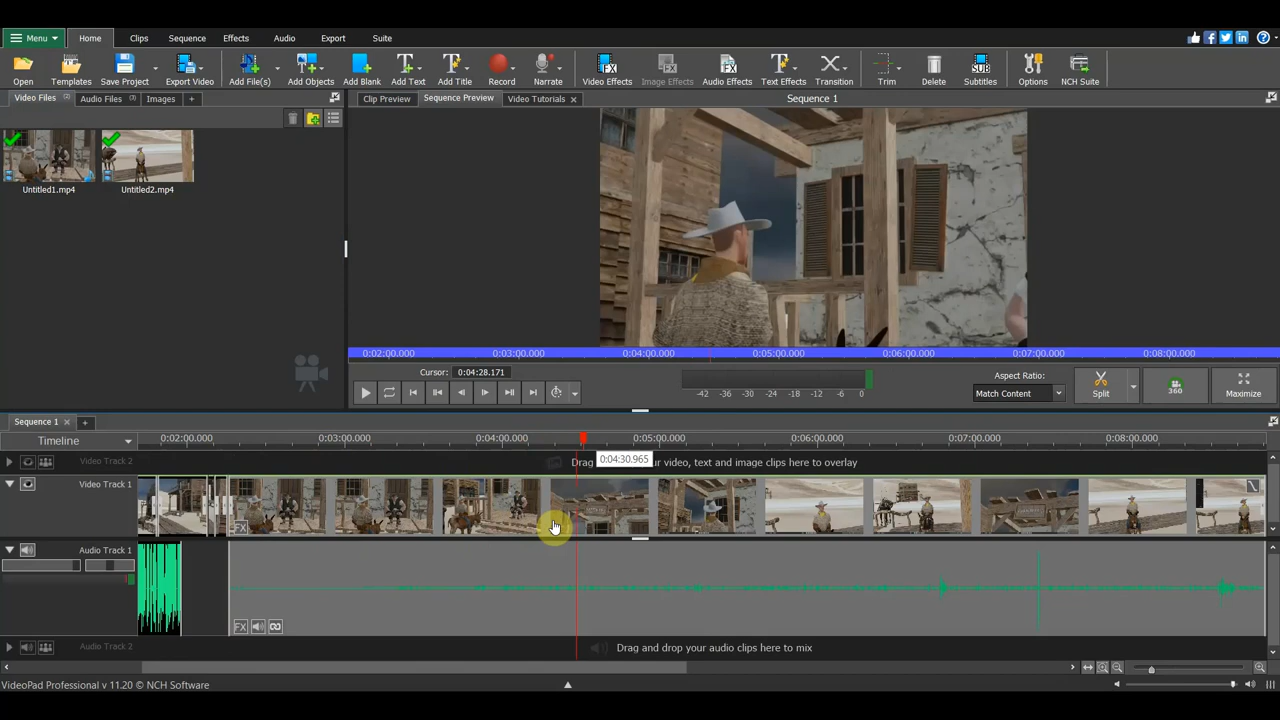 Menu Home Clips Sequence Effects Audio Export Suite
Open Templates Save Project Export Video Add File(s) Add Objects Add Blank Add Text Add Title Record Narrate Video Effects Image Effects Audio Effects Text Effects Transition Trim Delete Subtitles Options NCH Suite
Video Files (2) Audio Files Images + Clip Preview Sequence Preview Video Tutorials Sequence 1
Untitled1.mp4 Untitled2.mp4
0:02:00.000 0:03:00.000 0:04:00.000 0:05:00.000 0:06:00.000 0:07:00.000 0:08:00.000
Cursor: 0:04:28.171
Aspect Ratio:
Match Content
-42 -36 -30 -24 -18 -12 -6 0
Split 360 Maximize
Sequence 1 +
Timeline 0:02:00.000 0:03:00.000 0:04:00.000 0:05:00.000 0:06:00.000 0:07:00.000 0:08:00.000
0:04:30.965
Video Track 2 Drag ur video, text and image clips here to overlay
Video Track 1
FX
Audio Track 1
FX
Audio Track 2 Drag and drop your audio clips here to mix
VideoPad Professional v 11.20 © NCH Software